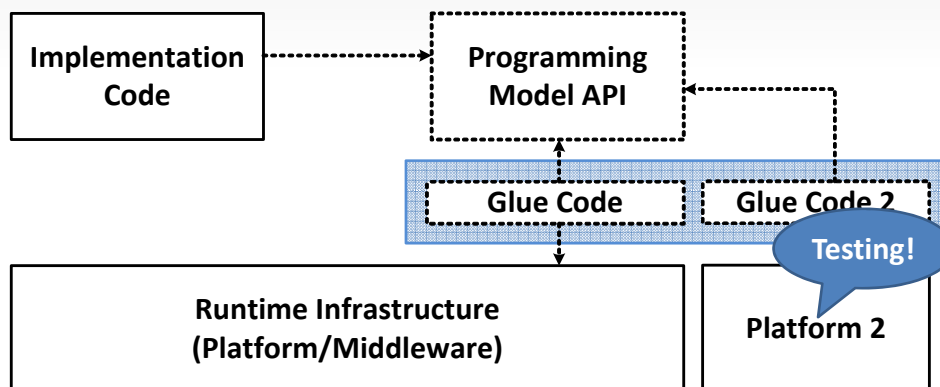 Implementation
Code
Programming
Model API
Glue Code
Glue Code 2
Testing!
Runtime Infrastructure
(Platform/Middleware)
Platform 2